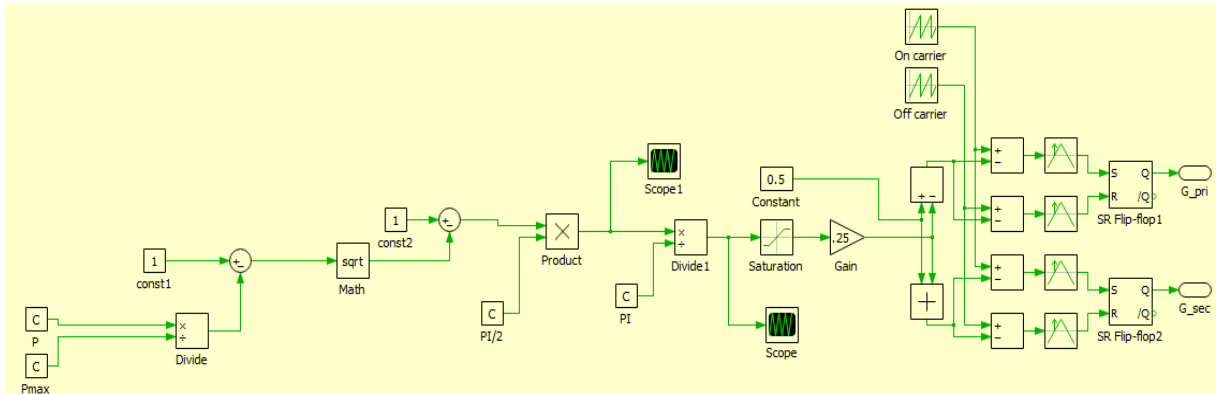 On carrier
Off carrier
Scope1
0.5
Constant
+
−
+
−
S Q
R /Q
SR Flip-flop1
G_pri
1
const2
+
−
×
Product
×
÷
Divide1
Saturation
.25
Gain
+ −
1
const1
+
−
sqrt
Math
C
PI/2
C
PI
+
+
−
+
−
S Q
R /Q
SR Flip-flop2
G_sec
Scope
C
P
C
Pmax
×
÷
Divide